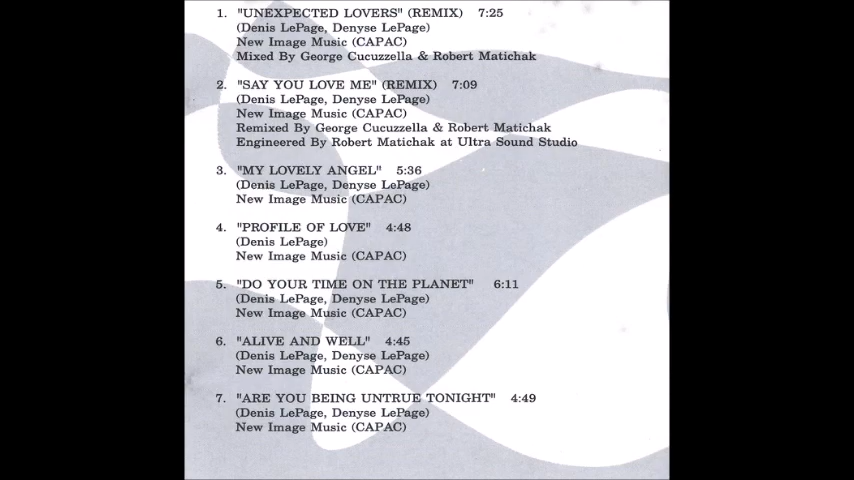 1. "UNEXPECTED LOVERS" (REMIX) 7:25
(Denis LePage, Denyse LePage)
New Image Music (CAPAC)
Mixed By George Cucuzzella & Robert Matichak
2. "SAY YOU LOVE ME" (REMIX) 7:09
(Denis LePage, Denyse LePage)
New Image Music (CAPAC)
Remixed By George Cucuzzella & Robert Matichak
Engineered By Robert Matichak at Ultra Sound Studio
3. "MY LOVELY ANGEL" 5:36
(Denis LePage, Denyse LePage)
New Image Music (CAPAC)
4. "PROFILE OF LOVE" 4:48
(Denis LePage)
New Image Music (CAPAC)
5. "DO YOUR TIME ON THE PLANET" 6:11
(Denis LePage, Denyse LePage)
New Image Music (CAPAC)
6. "ALIVE AND WELL" 4:45
(Denis LePage, Denyse LePage)
New Image Music (CAPAC)
7. "ARE YOU BEING UNTRUE TONIGHT" 4:49
(Denis LePage, Denyse LePage)
New Image Music (CAPAC)